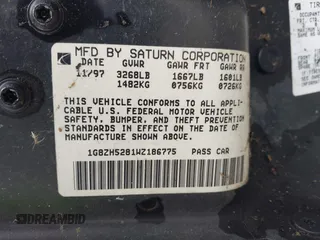 MFD BY SATURN CORPORATION
DATE GVWR GAWR FRT GAWR RR
11/97 3268LB 1667LB 1601LB
1482KG 0756KG 0726KG
THIS VEHICLE CONFORMS TO ALL APPLI-
CABLE U.S. FEDERAL MOTOR VEHICLE
SAFETY, BUMPER, AND THEFT PREVENTION
STANDARDS IN EFFECT ON THE DATE OF
MANUFACTURE SHOWN ABOVE.
1G8ZH5281WZ186775 PASS CAR
TIR
OCCUPANT
DREAMBID